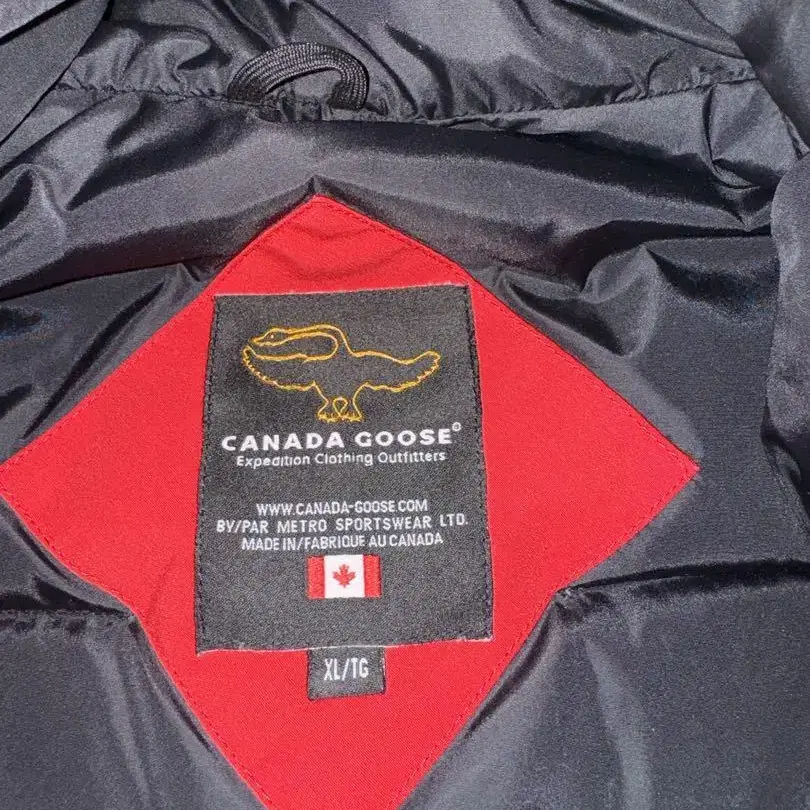 CANADA GOOSE®
Expedition Clothing Outfitters
WWW.CANADA-GOOSE.COM
BY/PAR METRO SPORTSWEAR LTD.
MADE IN/FABRIQUE AU CANADA
XL/TG